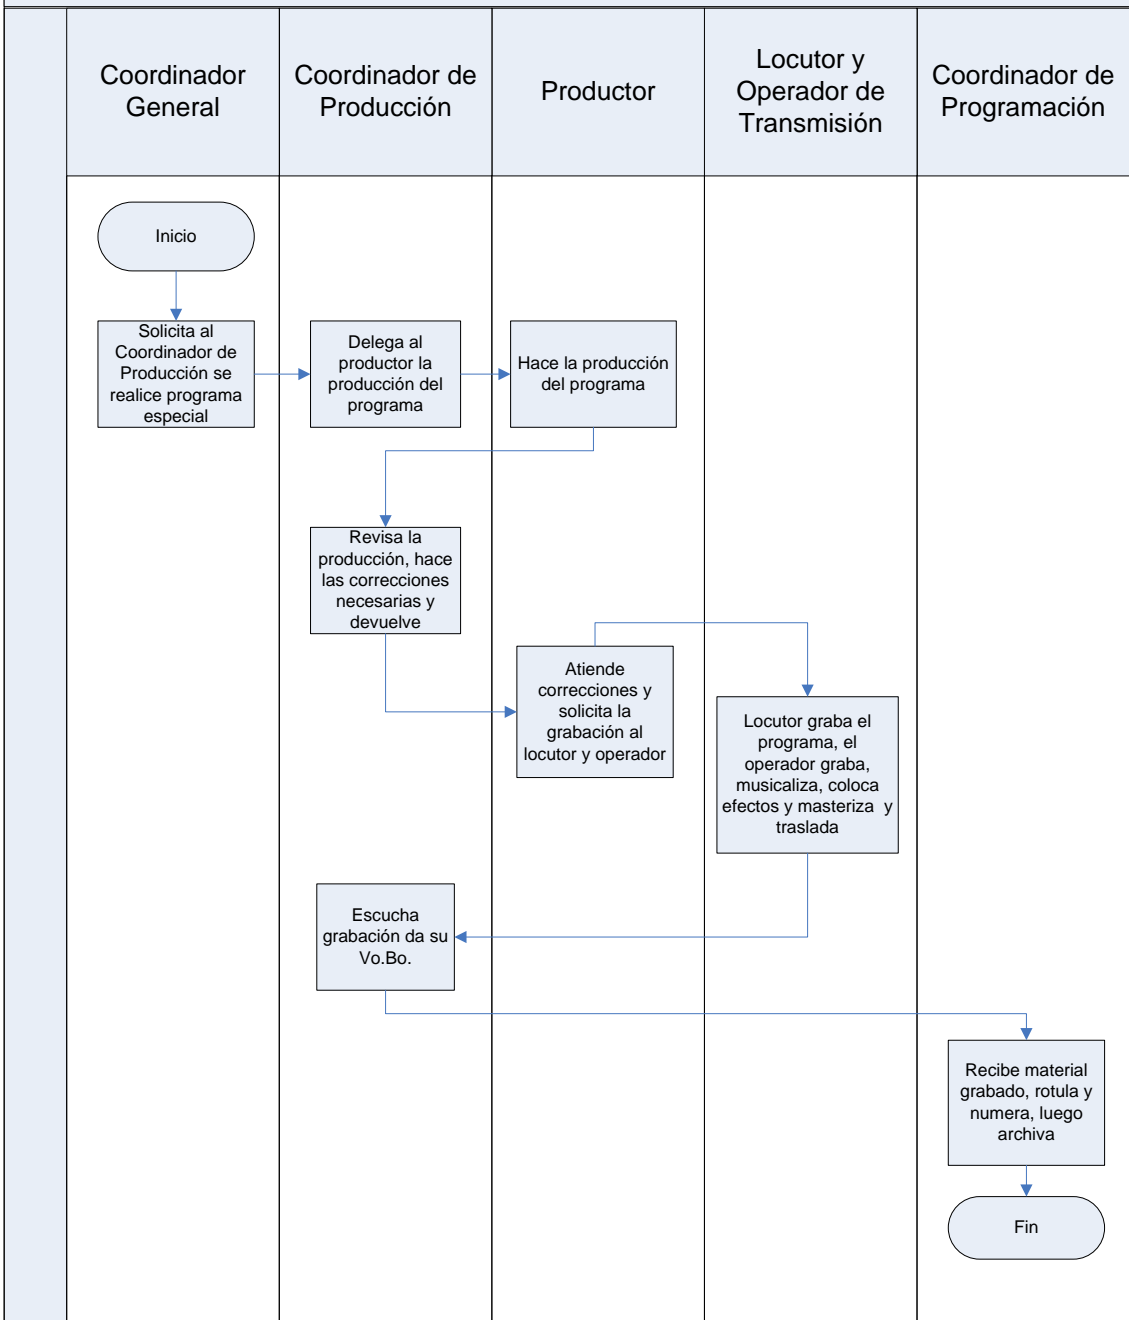 Coordinador
General
Coordinador de
Producción
Productor
Locutor y
Operador de
Transmisión
Coordinador de
Programación
Inicio
Solicita al
Coordinador de
Producción se
realice programa
especial
Delega al
productor la
producción del
programa
Hace la producción
del programa
Revisa la
producción, hace
las correcciones
necesarias y
devuelve
Atiende
correcciones y
solicita la
grabación al
locutor y operador
Locutor graba el
programa, el
operador graba,
musicaliza, coloca
efectos y masteriza y
traslada
Escucha
grabación da su
Vo.Bo.
Recibe material
grabado, rotula y
numera, luego
archiva
Fin